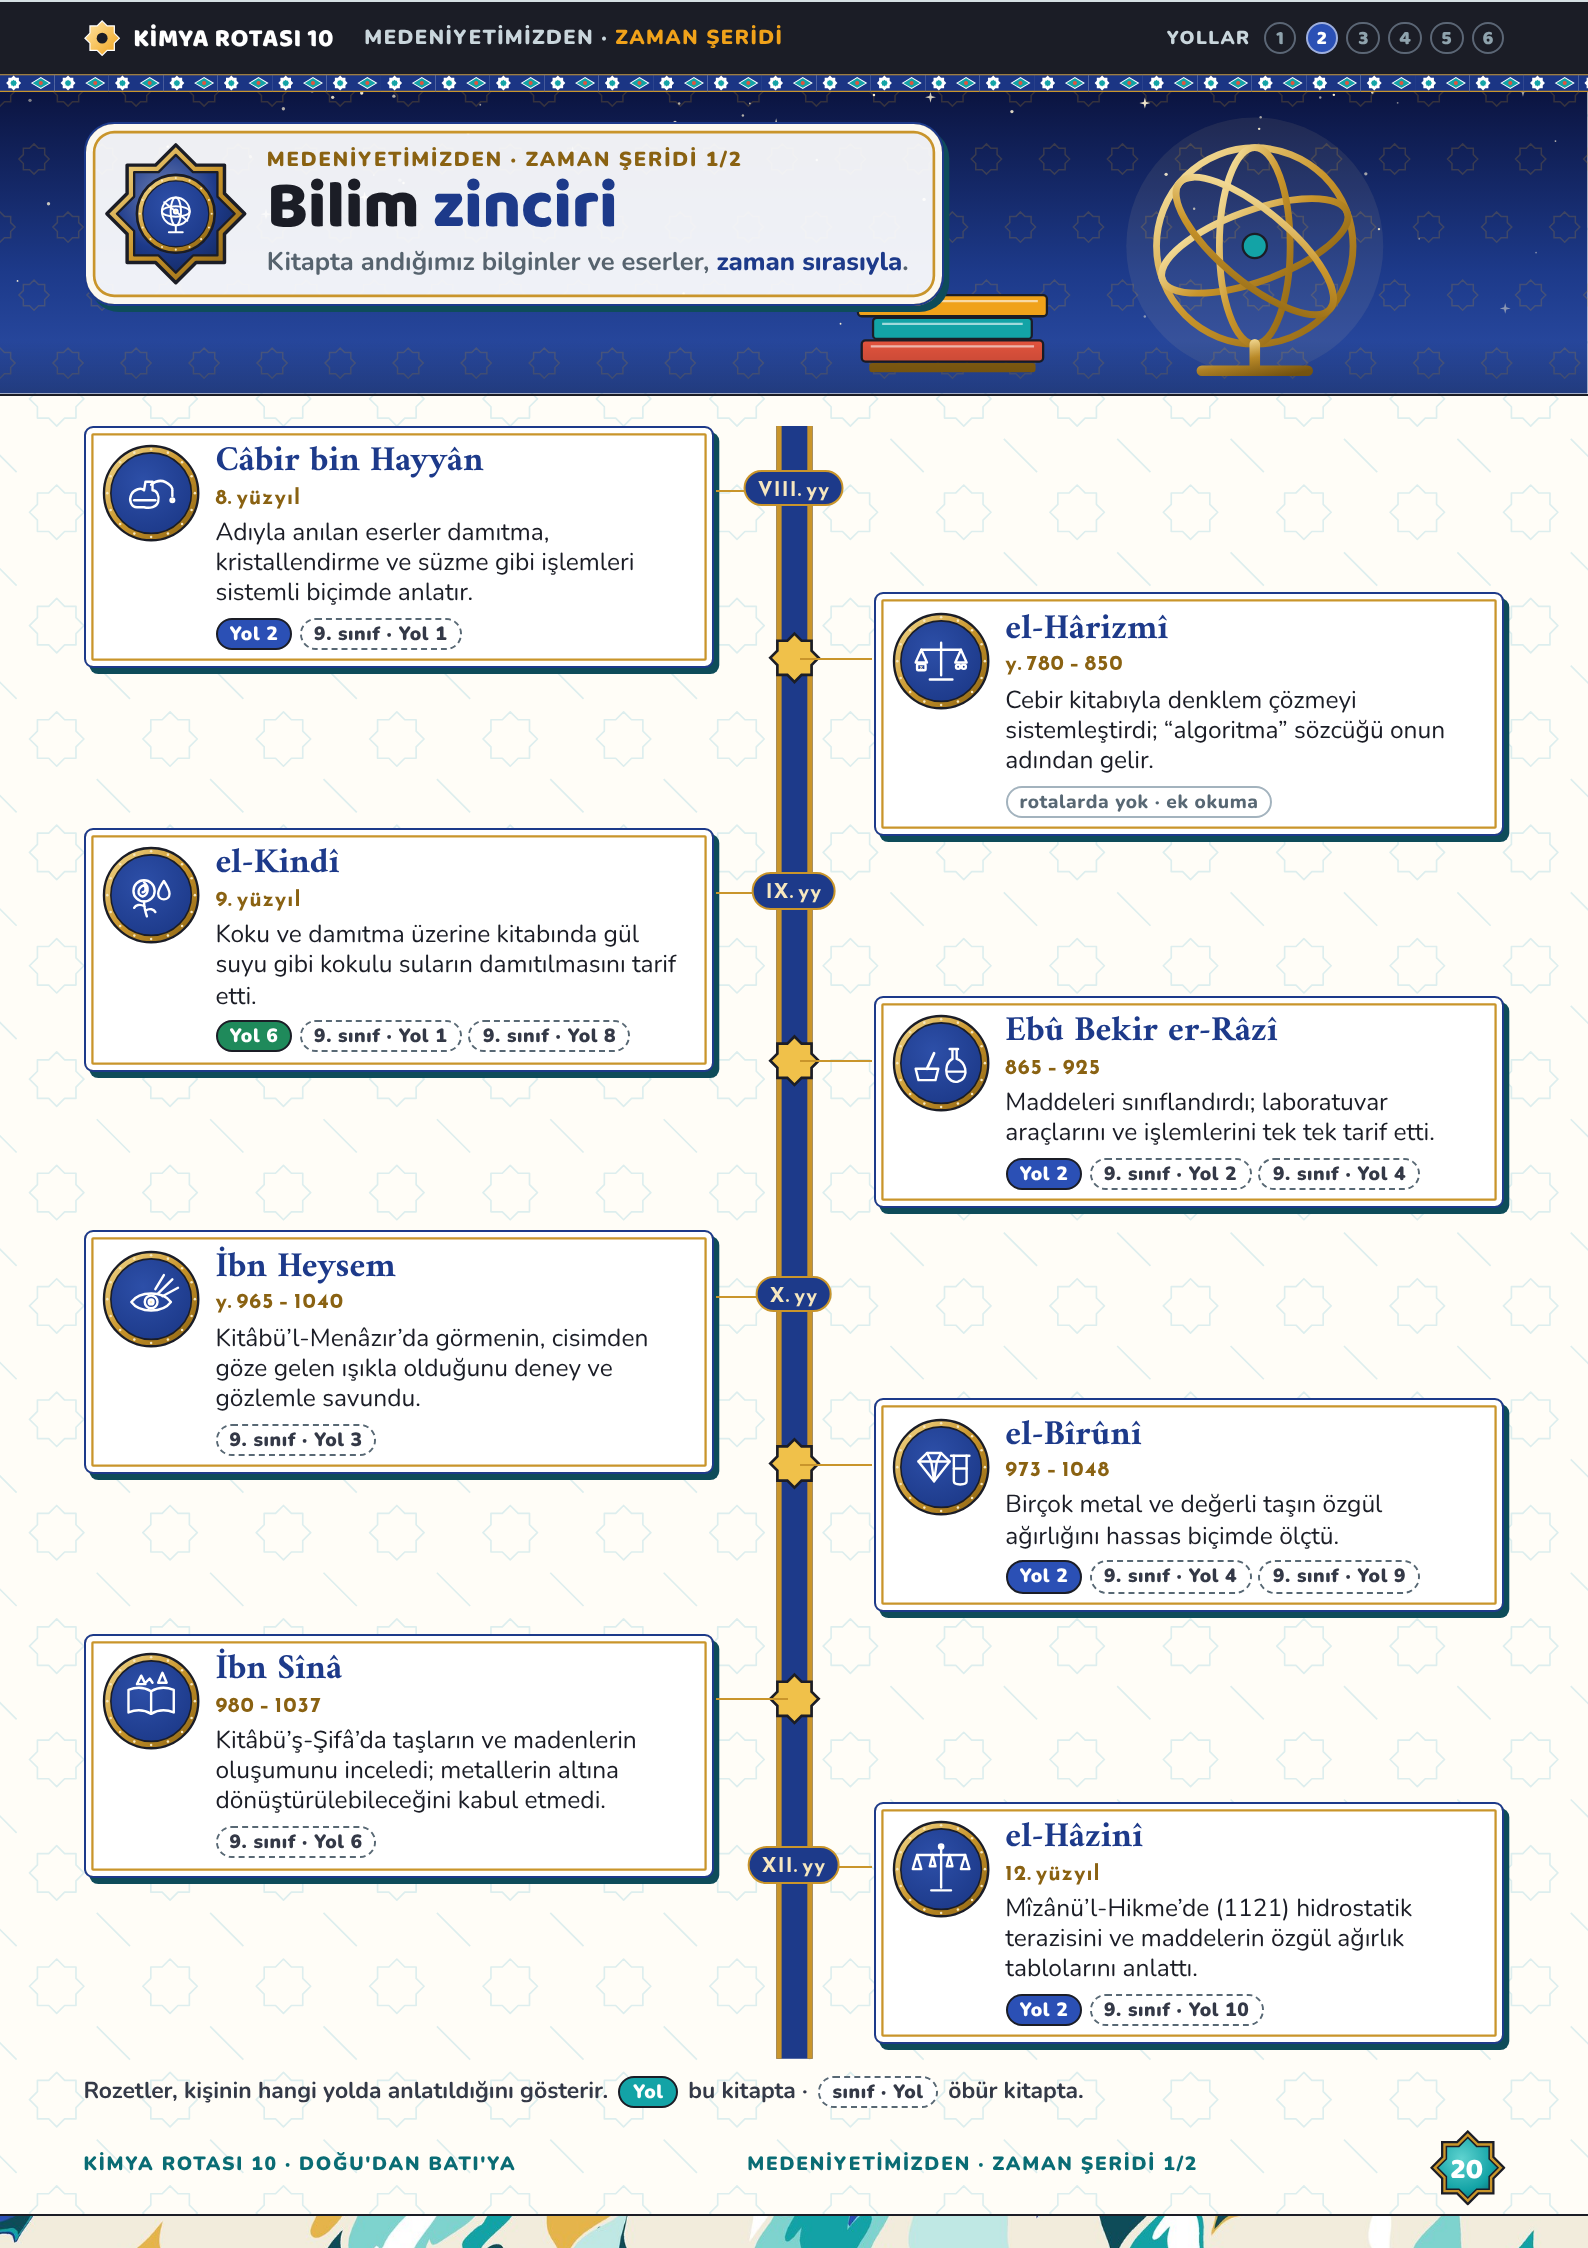 KİMYA ROTASI 10 MEDENİYETİMİZDEN · ZAMAN ŞERİDİ YOLLAR 1 2 3 4 5 6
MEDENİYETİMİZDEN · ZAMAN ŞERİDİ 1/2
Bilim zinciri
Kitapta andığımız bilginler ve eserler, zaman sırasıyla.
Câbir bin Hayyân
8. yüzyıl
Adıyla anılan eserler damıtma,
kristallendirme ve süzme gibi işlemleri
sistemli biçimde anlatır.
Yol 2 9. sınıf · Yol 1
VIII. yy
el-Hârizmî
y. 780 - 850
Cebir kitabıyla denklem çözmeyi
sistemleştirdi; “algoritma” sözcüğü onun
adından gelir.
rotalarda yok · ek okuma
el-Kindî
9. yüzyıl
Koku ve damıtma üzerine kitabında gül
suyu gibi kokulu suların damıtılmasını tarif
etti.
Yol 6 9. sınıf · Yol 1 9. sınıf · Yol 8
IX. yy
Ebû Bekir er-Râzî
865 - 925
Maddeleri sınıflandırdı; laboratuvar
araçlarını ve işlemlerini tek tek tarif etti.
Yol 2 9. sınıf · Yol 2 9. sınıf · Yol 4
İbn Heysem
y. 965 - 1040
Kitâbü’l-Menâzır’da görmenin, cisimden
göze gelen ışıkla olduğunu deney ve
gözlemle savundu.
9. sınıf · Yol 3
X. yy
el-Bîrûnî
973 - 1048
Birçok metal ve değerli taşın özgül
ağırlığını hassas biçimde ölçtü.
Yol 2 9. sınıf · Yol 4 9. sınıf · Yol 9
İbn Sînâ
980 - 1037
Kitâbü’ş-Şifâ’da taşların ve madenlerin
oluşumunu inceledi; metallerin altına
dönüştürülebileceğini kabul etmedi.
9. sınıf · Yol 6
XII. yy
el-Hâzinî
12. yüzyıl
Mîzânü’l-Hikme’de (1121) hidrostatik
terazisini ve maddelerin özgül ağırlık
tablolarını anlattı.
Yol 2 9. sınıf · Yol 10
Rozetler, kişinin hangi yolda anlatıldığını gösterir. Yol bu kitapta · sınıf · Yol öbür kitapta.
KİMYA ROTASI 10 · DOĞU'DAN BATI'YA MEDENİYETİMİZDEN · ZAMAN ŞERİDİ 1/2 20